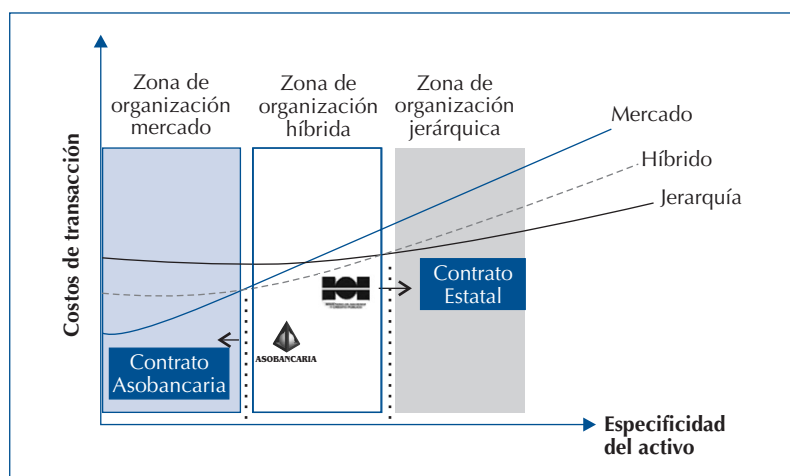 Zona de
organización
mercado
Zona de
organización
híbrida
Zona de
organización
jerárquica
Mercado
Híbrido
Jerarquía
Costos de transacción
Contrato
Estatal
ASOBANCARIA
Contrato
Asobancaria
Especificidad
del activo